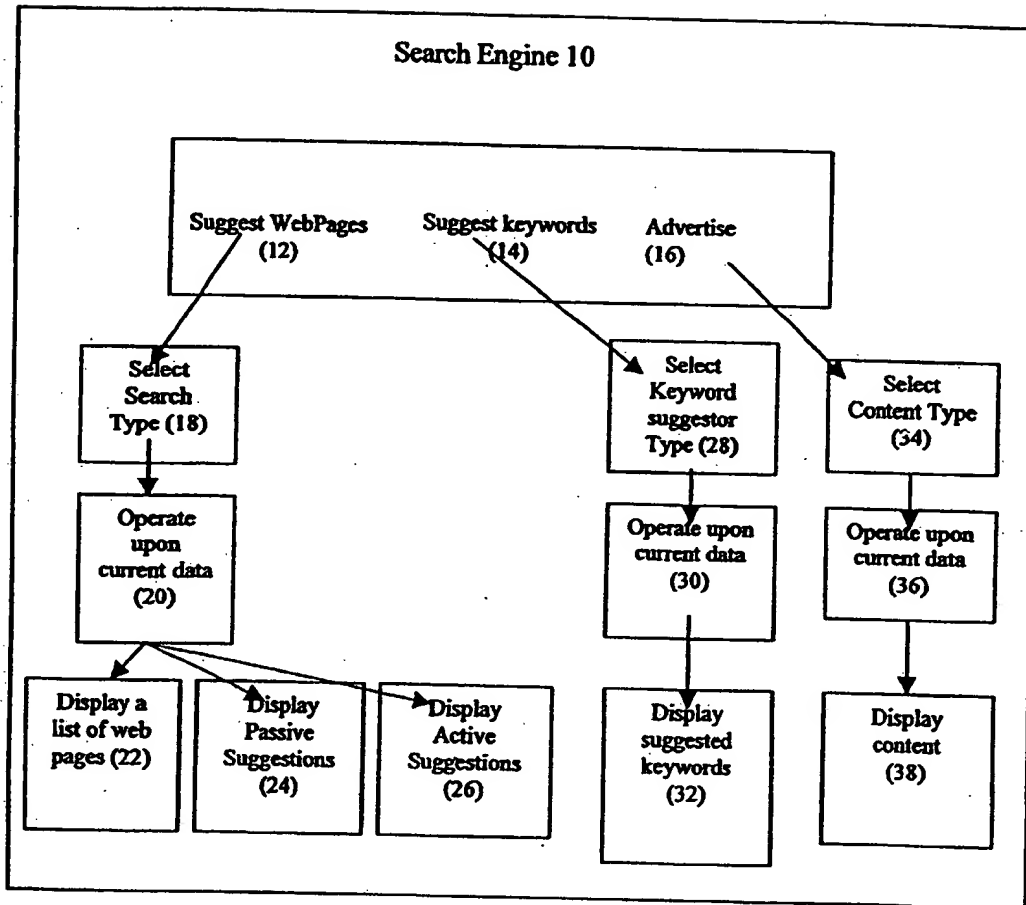 Search Engine 10
Suggest WebPages
(12)
Suggest keywords
(14)
Advertise
(16)
Select
Search
Type (18)
Select
Keyword
suggestor
Type (28)
Select
Content Type
(34)
Operate
upon
current data
(20)
Operate upon
current data
(30)
Operate upon
current data
(36)
Display a
list of web
pages (22)
Display
Passive
Suggestions
(24)
Display
Active
Suggestions
(26)
Display
suggested
keywords
(32)
Display
content
(38)